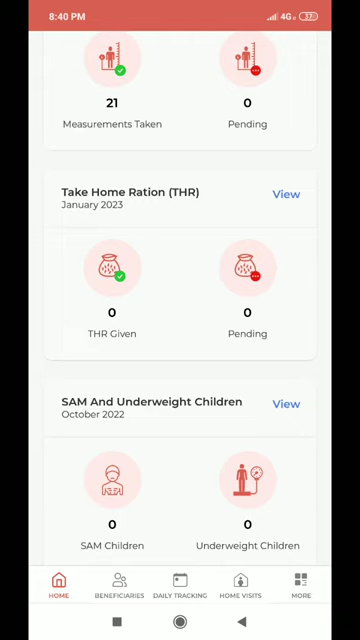 8:40 PM 4G 37
21 0
Measurements Taken Pending
Take Home Ration (THR) View
January 2023
0 0
THR Given Pending
SAM And Underweight Children View
October 2022
0 0
SAM Children Underweight Children
HOME BENEFICIARIES DAILY TRACKING HOME VISITS MORE